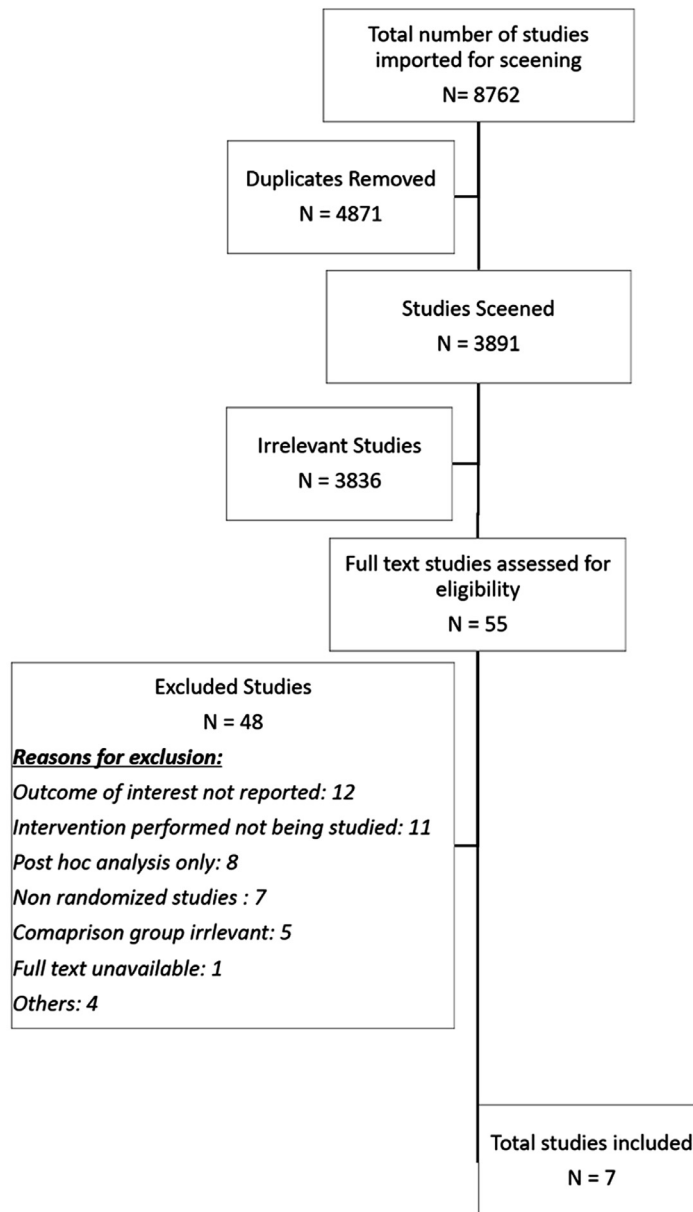 Total number of studies
imported for sceening
N= 8762
Duplicates Removed
N = 4871
Studies Sceened
N = 3891
Irrelevant Studies
N = 3836
Full text studies assessed for
eligibility
N = 55
Excluded Studies
N = 48
Reasons for exclusion:
Outcome of interest not reported: 12
Intervention performed not being studied: 11
Post hoc analysis only: 8
Non randomized studies : 7
Comaprison group irrlevant: 5
Full text unavailable: 1
Others: 4
Total studies included
N = 7